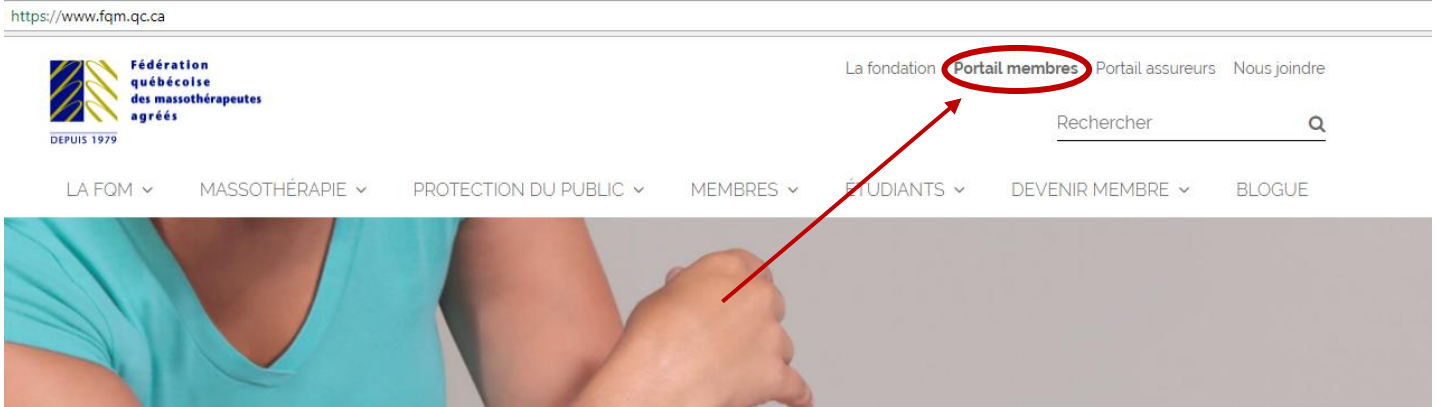 https://www.fqm.qc.ca
Fédération
québécoise
des massothérapeutes
agréés
DEPUIS 1979
La fondation Portail membres Portail assureurs Nous joindre
Rechercher
LA FQM MASSOTHÉRAPIE PROTECTION DU PUBLIC MEMBRES ÉTUDIANTS DEVENIR MEMBRE BLOGUE